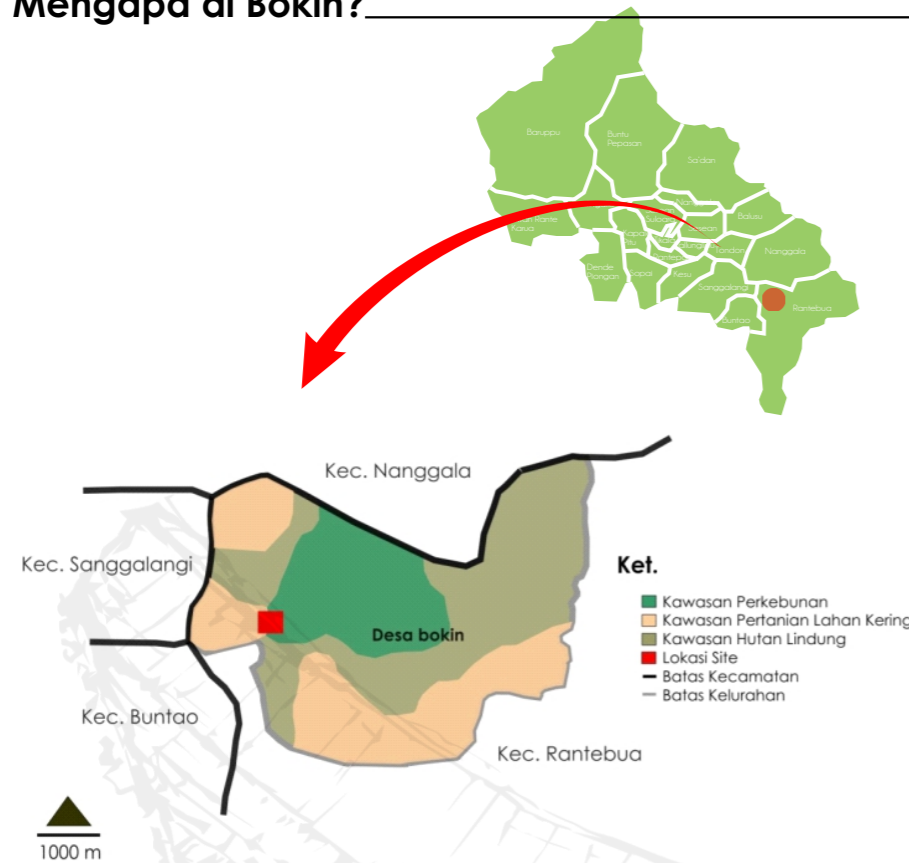 Mengapa di Bokin?
Baruppu
Buntu
Pepasan
Sa'dan
Balusu
Karua
Tondon
Nanggala
Dende
Piongan
Sopai
Kesu
Sanggalangi
Buntao
Rantebua
Kec. Nanggala
Kec. Sanggalangi
Desa bokin
Kec. Buntao
Kec. Rantebua
Ket.
Kawasan Perkebunan
Kawasan Pertanian Lahan Kering
Kawasan Hutan Lindung
Lokasi Site
Batas Kecamatan
Batas Kelurahan
1000 m